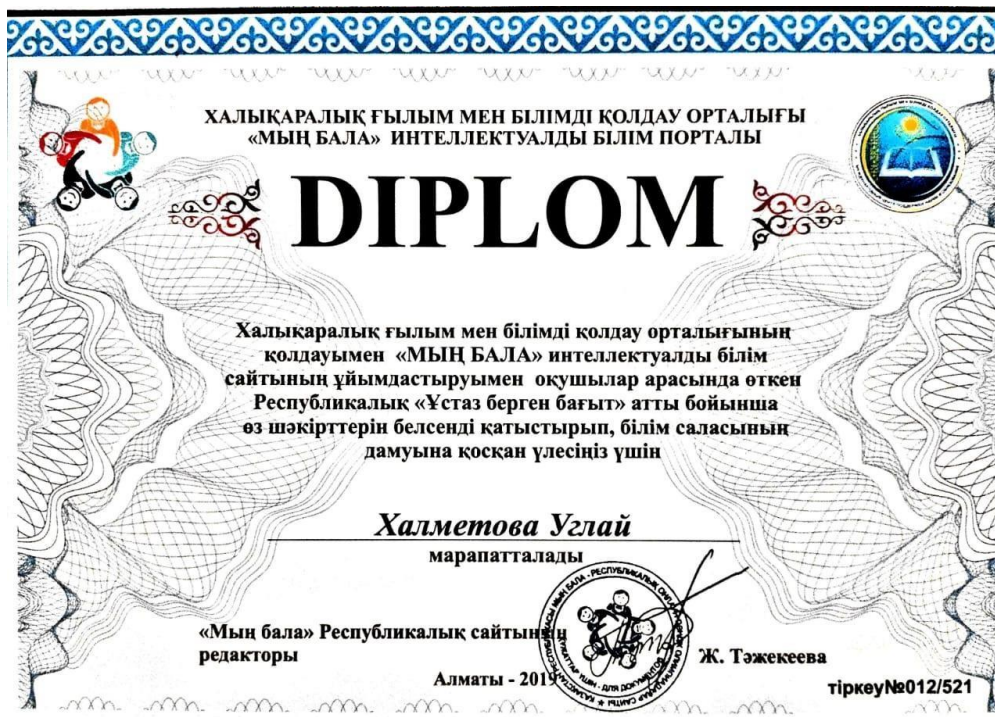 ХАЛЫҚАРАЛЫҚ ҒЫЛЫМ МЕН БІЛІМДІ ҚОЛДАУ ОРТАЛЫҒЫ
«МЫҢ БАЛА» ИНТЕЛЛЕКТУАЛДЫ БІЛІМ ПОРТАЛЫ
DIPLOM
Халықаралық ғылым мен білімді қолдау орталығының
қолдауымен «МЫҢ БАЛА» интеллектуалды білім
сайтының ұйымдастыруымен оқушылар арасында өткен
Республикалық «Ұстаз берген бағыт» атты бойынша
өз шәкірттерін белсенді қатыстырып, білім саласының
дамуына қосқан үлесіңіз үшін
Халметова Углай
марапатталады
«Мың бала» Республикалық сайтының
редакторы
Ж. Тәжекеева
Алматы - 2019
тіркеу№012/521